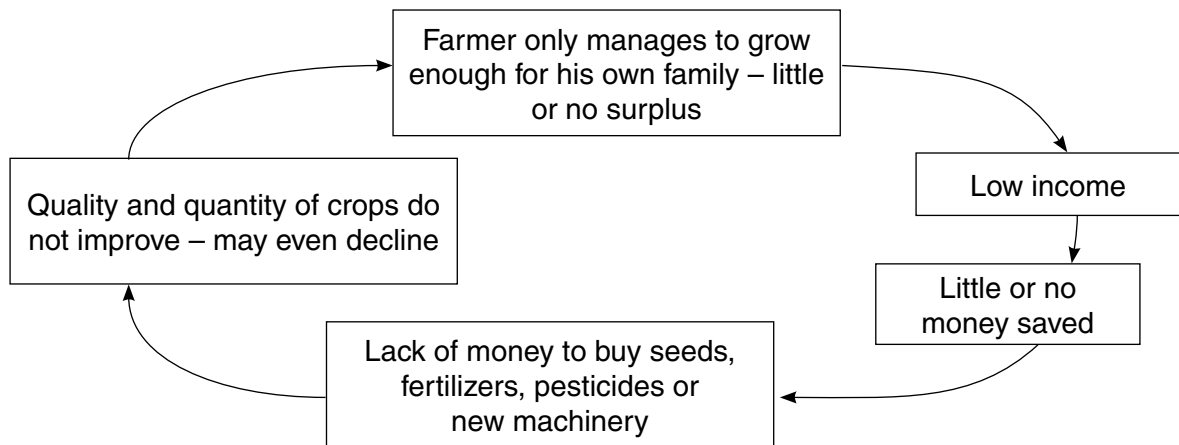 Farmer only manages to grow
enough for his own family – little
or no surplus
Low income
Little or no
money saved
Lack of money to buy seeds,
fertilizers, pesticides or
new machinery
Quality and quantity of crops do
not improve – may even decline